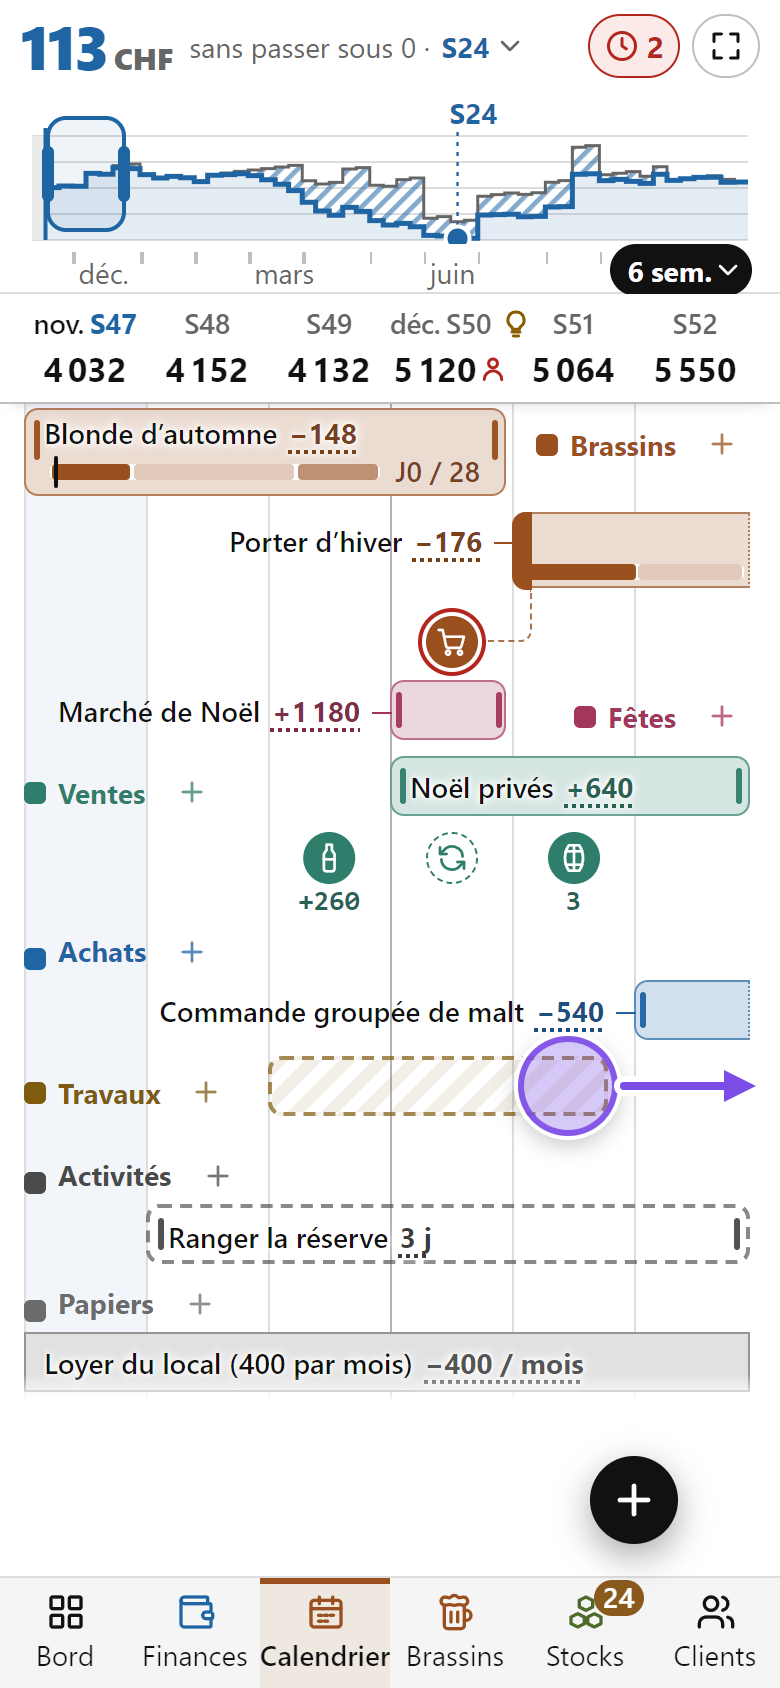 113 CHF sans passer sous 0 · S24
2
S24
déc. mars juin
6 sem.
nov. S47 S48 S49 déc. S50 S51 S52
4 032 4 152 4 132 5 120 5 064 5 550
Blonde d’automne −148
J0 / 28
Brassins +
Porter d’hiver −176
Marché de Noël +1 180
Fêtes +
Ventes +
Noël privés +640
+260
3
Achats +
Commande groupée de malt −540
Travaux +
Activités +
Ranger la réserve 3 j
Papiers +
Loyer du local (400 par mois) −400 / mois
+
24
Bord Finances Calendrier Brassins Stocks Clients